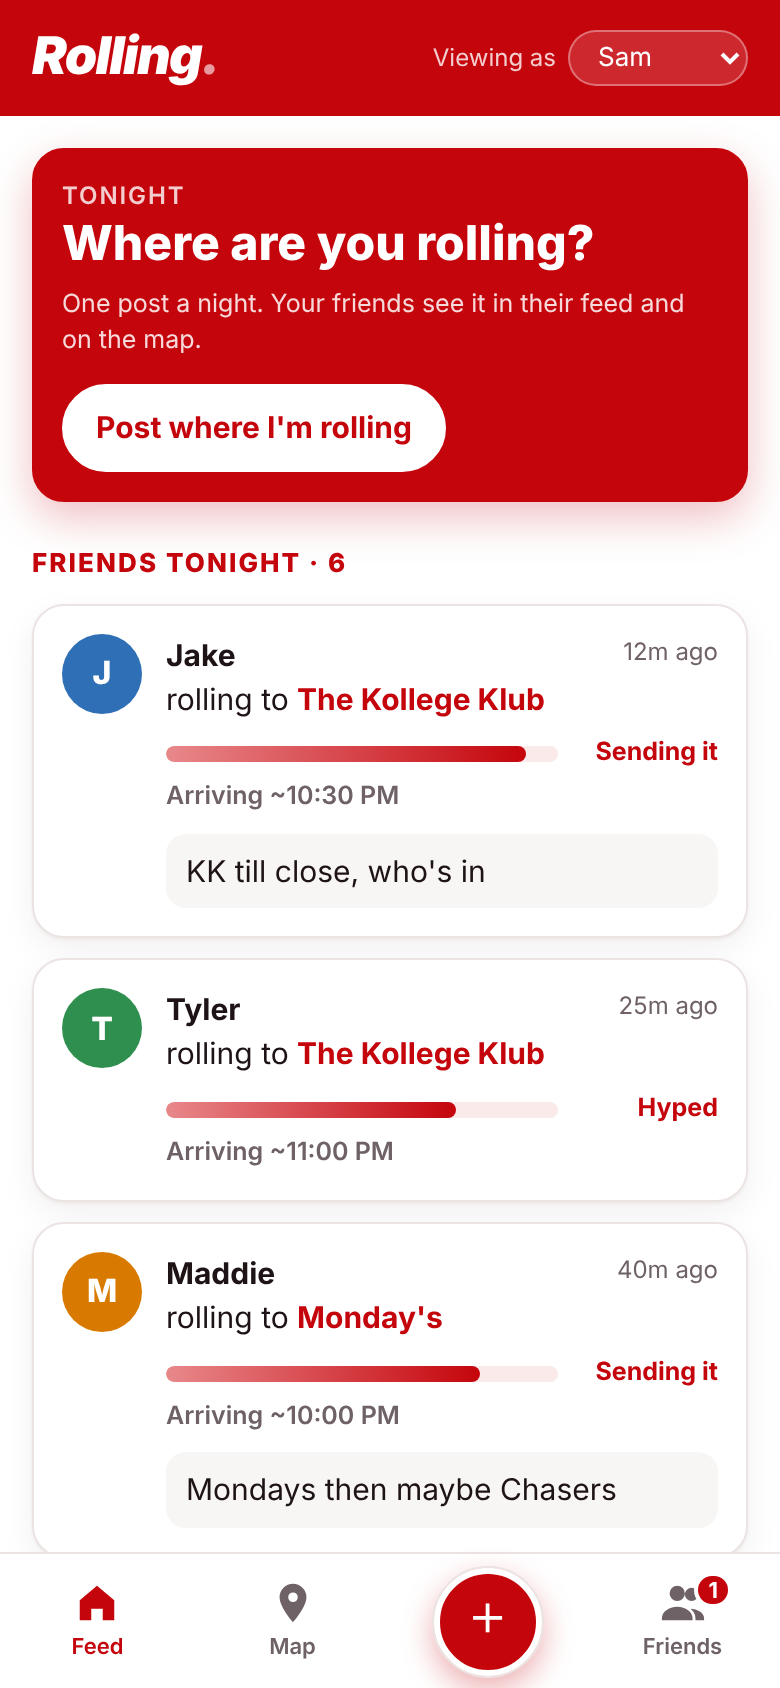 Rolling.
Viewing as
Sam
TONIGHT
Where are you rolling?
One post a night. Your friends see it in their feed and
on the map.
Post where I'm rolling
FRIENDS TONIGHT · 6
J
Jake
12m ago
rolling to The Kollege Klub
Sending it
Arriving ~10:30 PM
KK till close, who's in
T
Tyler
25m ago
rolling to The Kollege Klub
Hyped
Arriving ~11:00 PM
M
Maddie
40m ago
rolling to Monday's
Sending it
Arriving ~10:00 PM
Mondays then maybe Chasers
Feed
Map
+
1
Friends